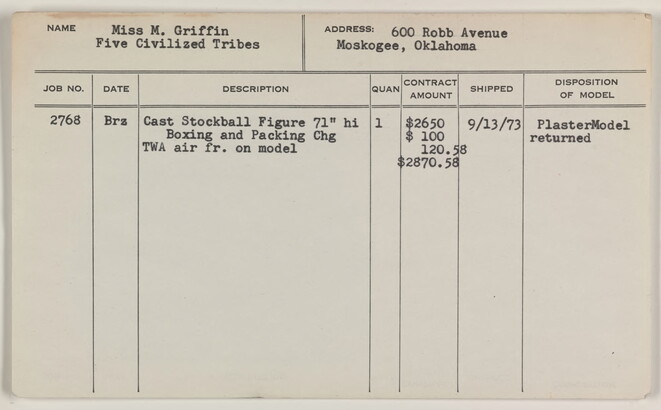 NAME Miss M. Griffin
Five Civilized Tribes
ADDRESS: 600 Robb Avenue
Moskogee, Oklahoma
JOB NO. DATE DESCRIPTION QUAN CONTRACT AMOUNT SHIPPED DISPOSITION OF MODEL
2768 Brz Cast Stockball Figure 71" hi 1 $2650 9/13/73 PlasterModel
Boxing and Packing Chg $ 100 returned
TWA air fr. on model 120.58
$2870.58